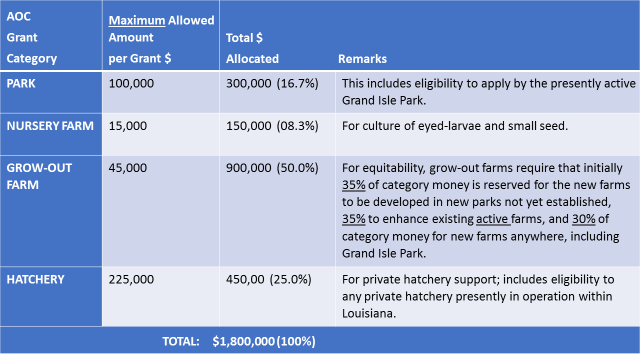 AOC Grant Category
Maximum Allowed Amount per Grant $
Total $ Allocated
Remarks
PARK
100,000
300,000 (16.7%)
This includes eligibility to apply by the presently active
Grand Isle Park.
NURSERY FARM
15,000
150,000 (08.3%)
For culture of eyed-larvae and small seed.
GROW-OUT
FARM
45,000
900,000 (50.0%)
For equitability, grow-out farms require that initially
35% of category money is reserved for the new farms
to be developed in new parks not yet established,
35% to enhance existing active farms, and 30% of
category money for new farms anywhere, including
Grand Isle Park.
HATCHERY
225,000
450,00 (25.0%)
For private hatchery support; includes eligibility to
any private hatchery presently in operation within
Louisiana.
TOTAL: $1,800,000 (100%)